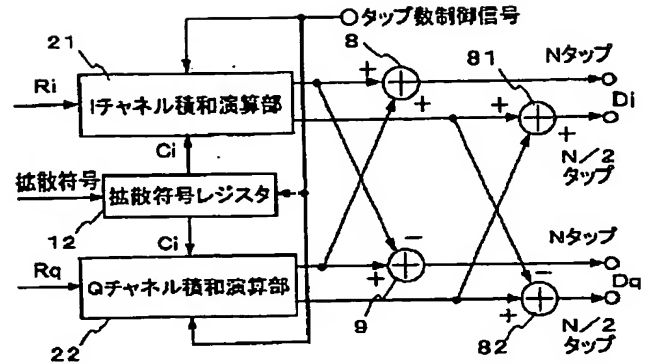 タップ数制御信号
21
8
81
Nタップ
Ri
Iチャネル積和演算部
+
+
+
+
Di
Ci
N/2
タップ
拡散符号
拡散符号レジスタ
12
Ci
Nタップ
Rq
Qチャネル積和演算部
−
+
−
+
Dq
22
9
82
N/2
タップ